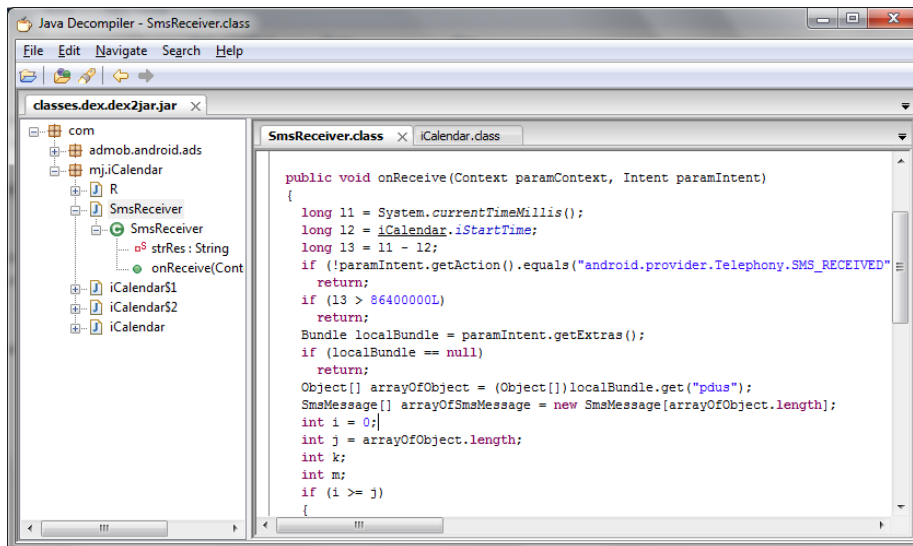 Java Decompiler - SmsReceiver.class
File Edit Navigate Search Help
classes.dex.dex2jar.jar
com
admob.android.ads
mj.iCalendar
R
SmsReceiver
SmsReceiver
strRes : String
onReceive(Cont
iCalendar$1
iCalendar$2
iCalendar
SmsReceiver.class iCalendar.class
public void onReceive(Context paramContext, Intent paramIntent)
{
long l1 = System.currentTimeMillis();
long l2 = iCalendar.iStartTime;
long l3 = l1 - l2;
if (!paramIntent.getAction().equals("android.provider.Telephony.SMS_RECEIVED"
return;
if (l3 > 86400000L)
return;
Bundle localBundle = paramIntent.getExtras();
if (localBundle == null)
return;
Object[] arrayOfObject = (Object[])localBundle.get("pdus");
SmsMessage[] arrayOfSmsMessage = new SmsMessage[arrayOfObject.length];
int i = 0;
int j = arrayOfObject.length;
int k;
int m;
if (i >= j)
{